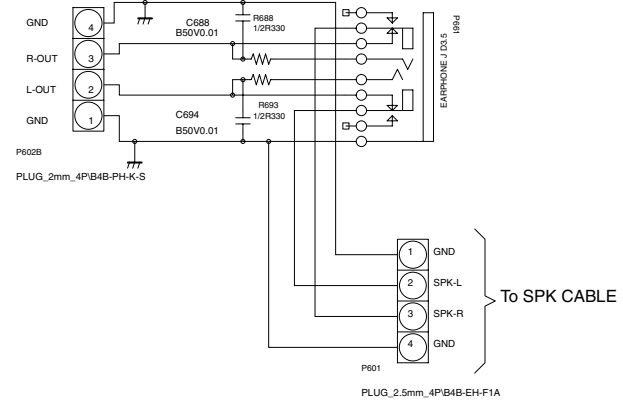 GND 4
R-OUT 3
L-OUT 2
GND 1
P602B
PLUG_2mm_4P\B4B-PH-K-S
C688
B50V0.01
R688
1/2R330
C694
B50V0.01
R693
1/2R330
P661
EARPHONE J D3.5
1 GND
2 SPK-L
3 SPK-R
4 GND
To SPK CABLE
P601
PLUG_2.5mm_4P\B4B-EH-F1A